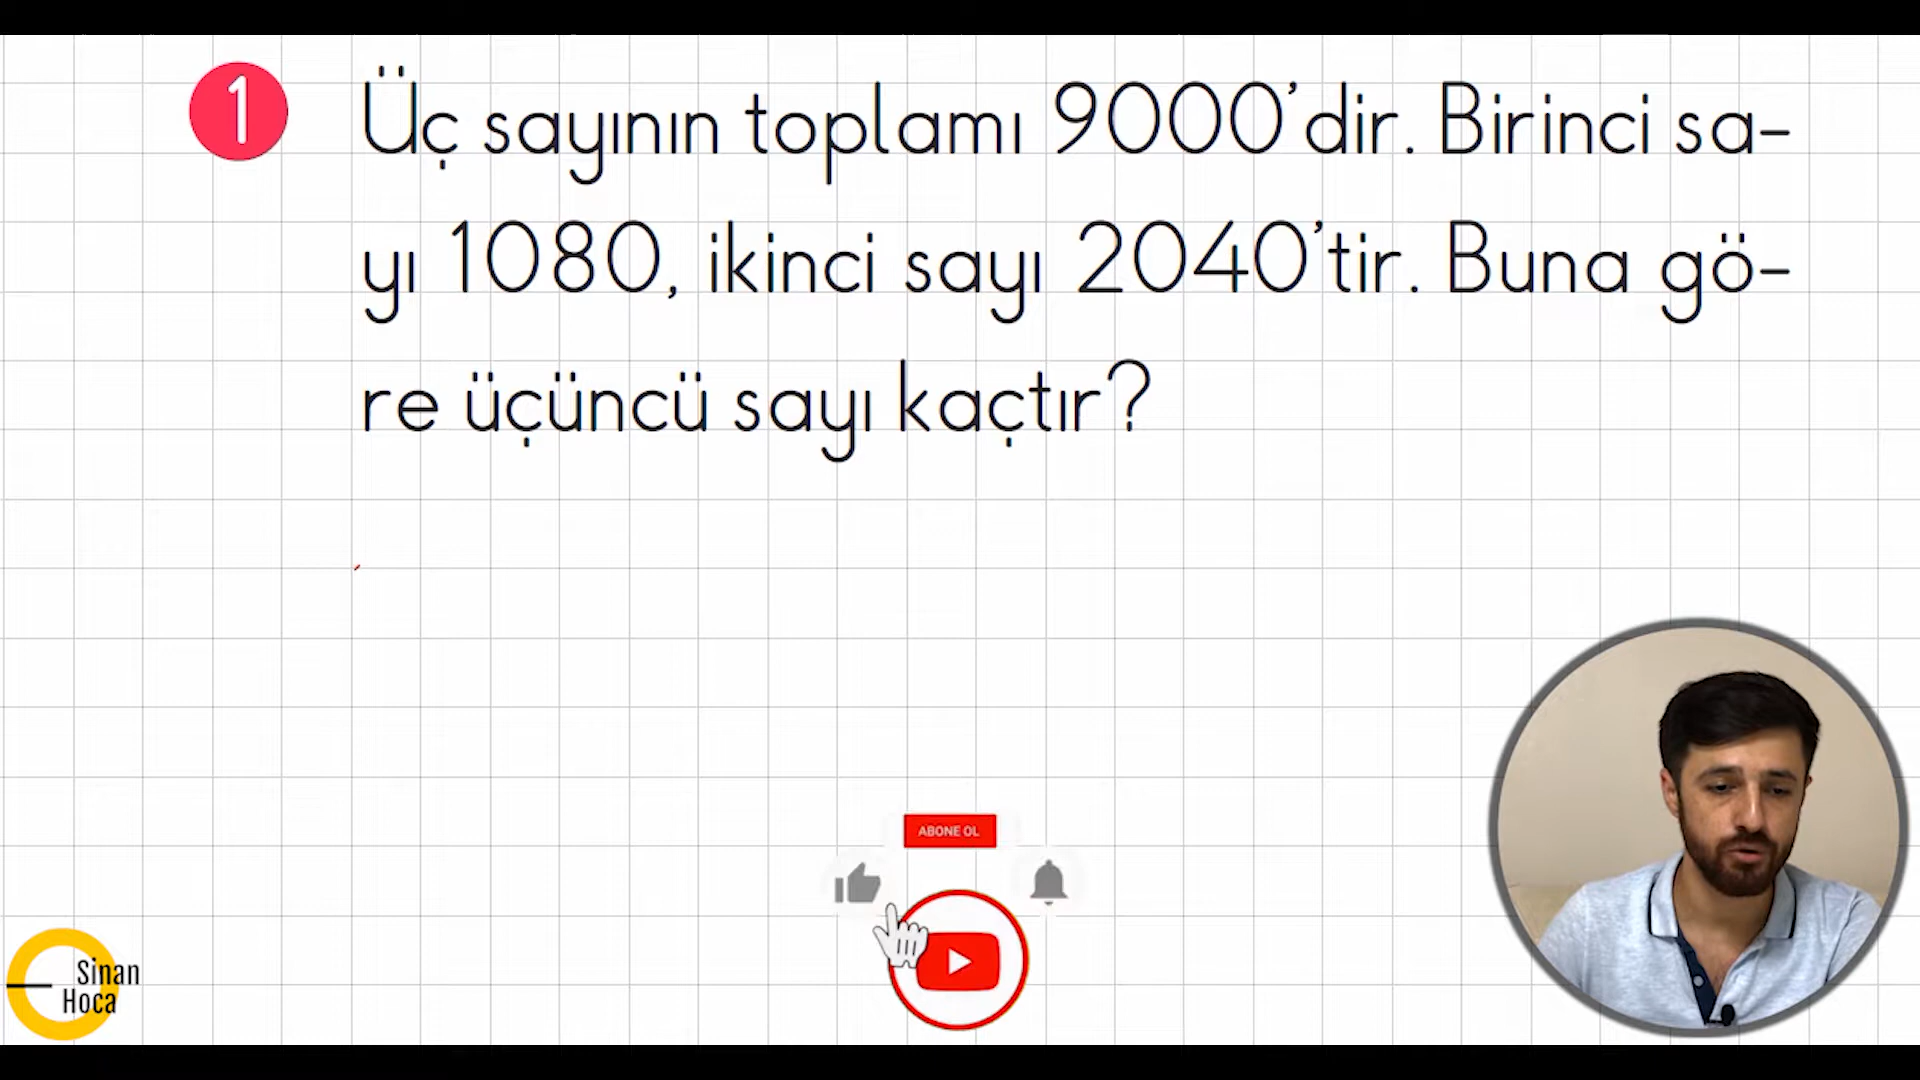 1
Üç sayının toplamı 9000'dir. Birinci sa-
yı 1080, ikinci sayı 2040'tir. Buna gö-
re üçüncü sayı kaçtır?
ABONE OL
Sinan
Hoca